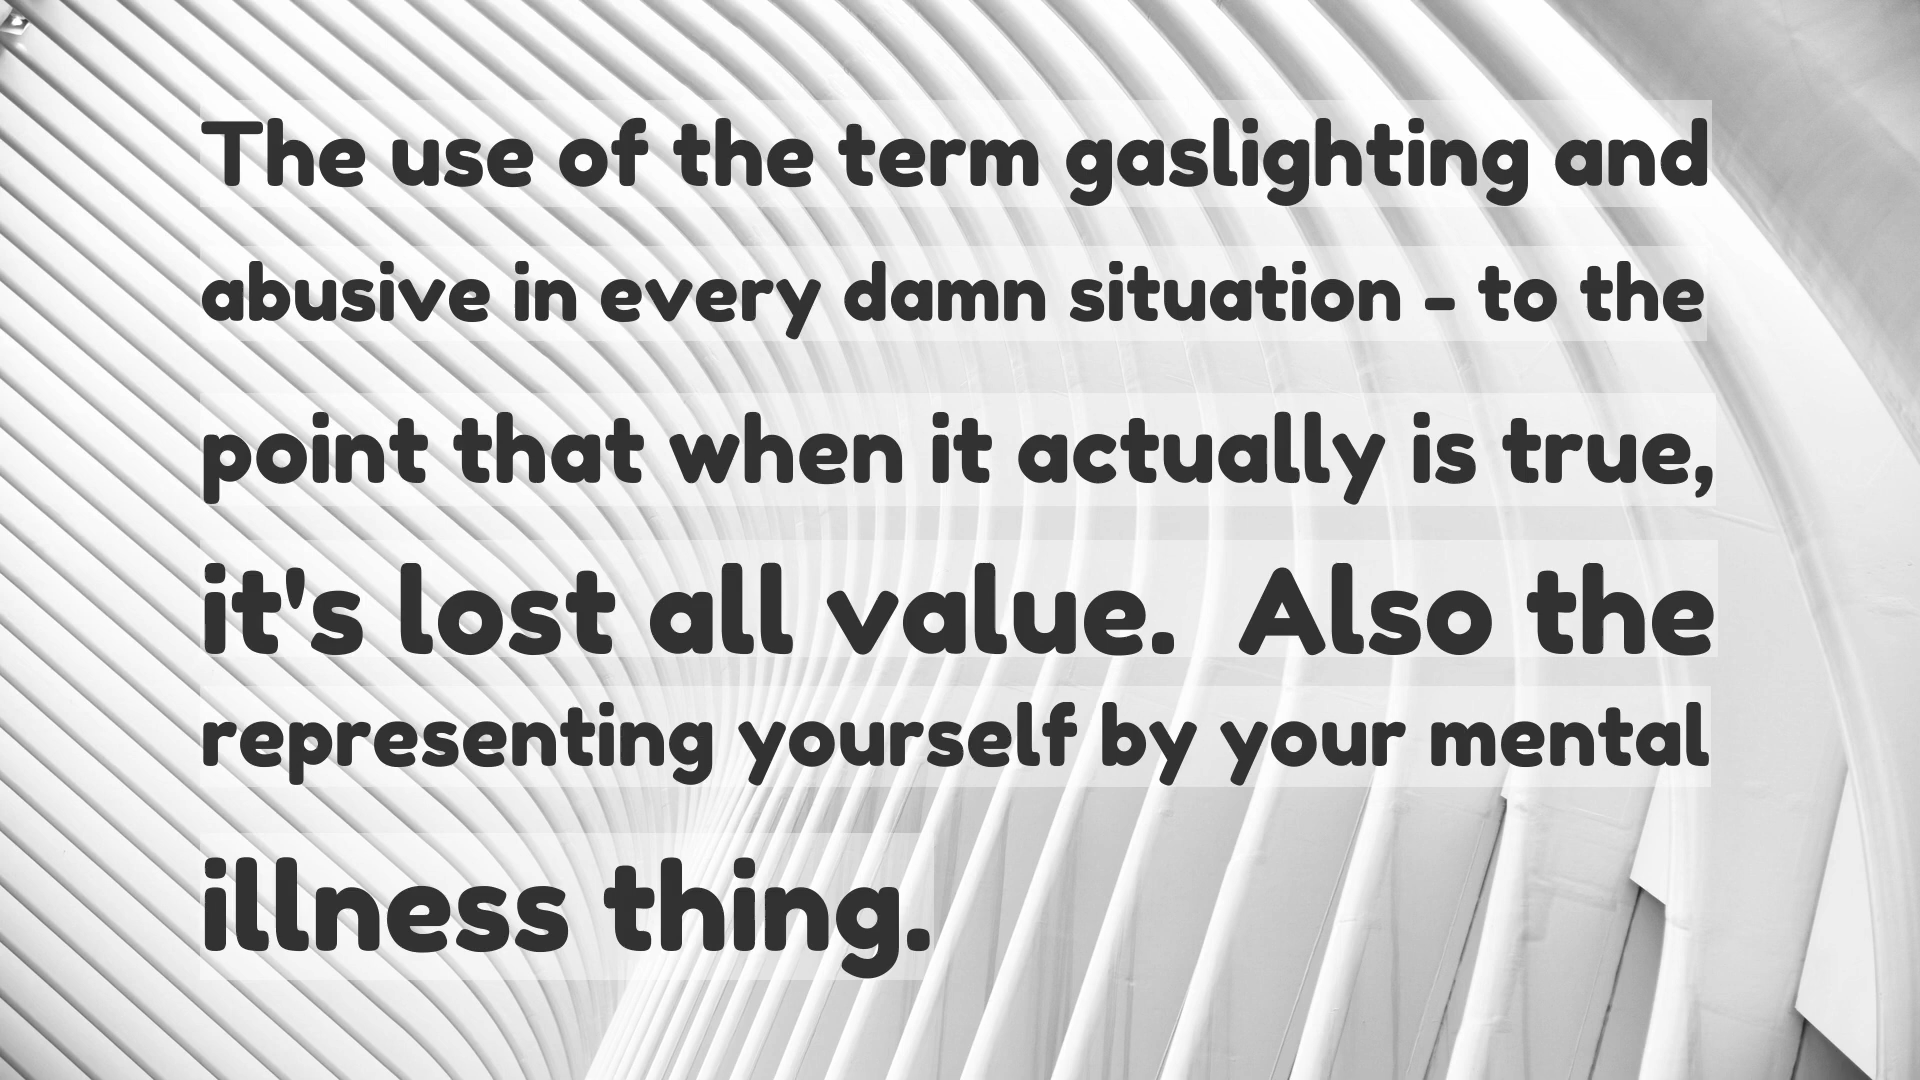 The use of the term gaslighting and
abusive in every damn situation - to the
point that when it actually is true,
it's lost all value.  Also the
representing yourself by your mental
illness thing.